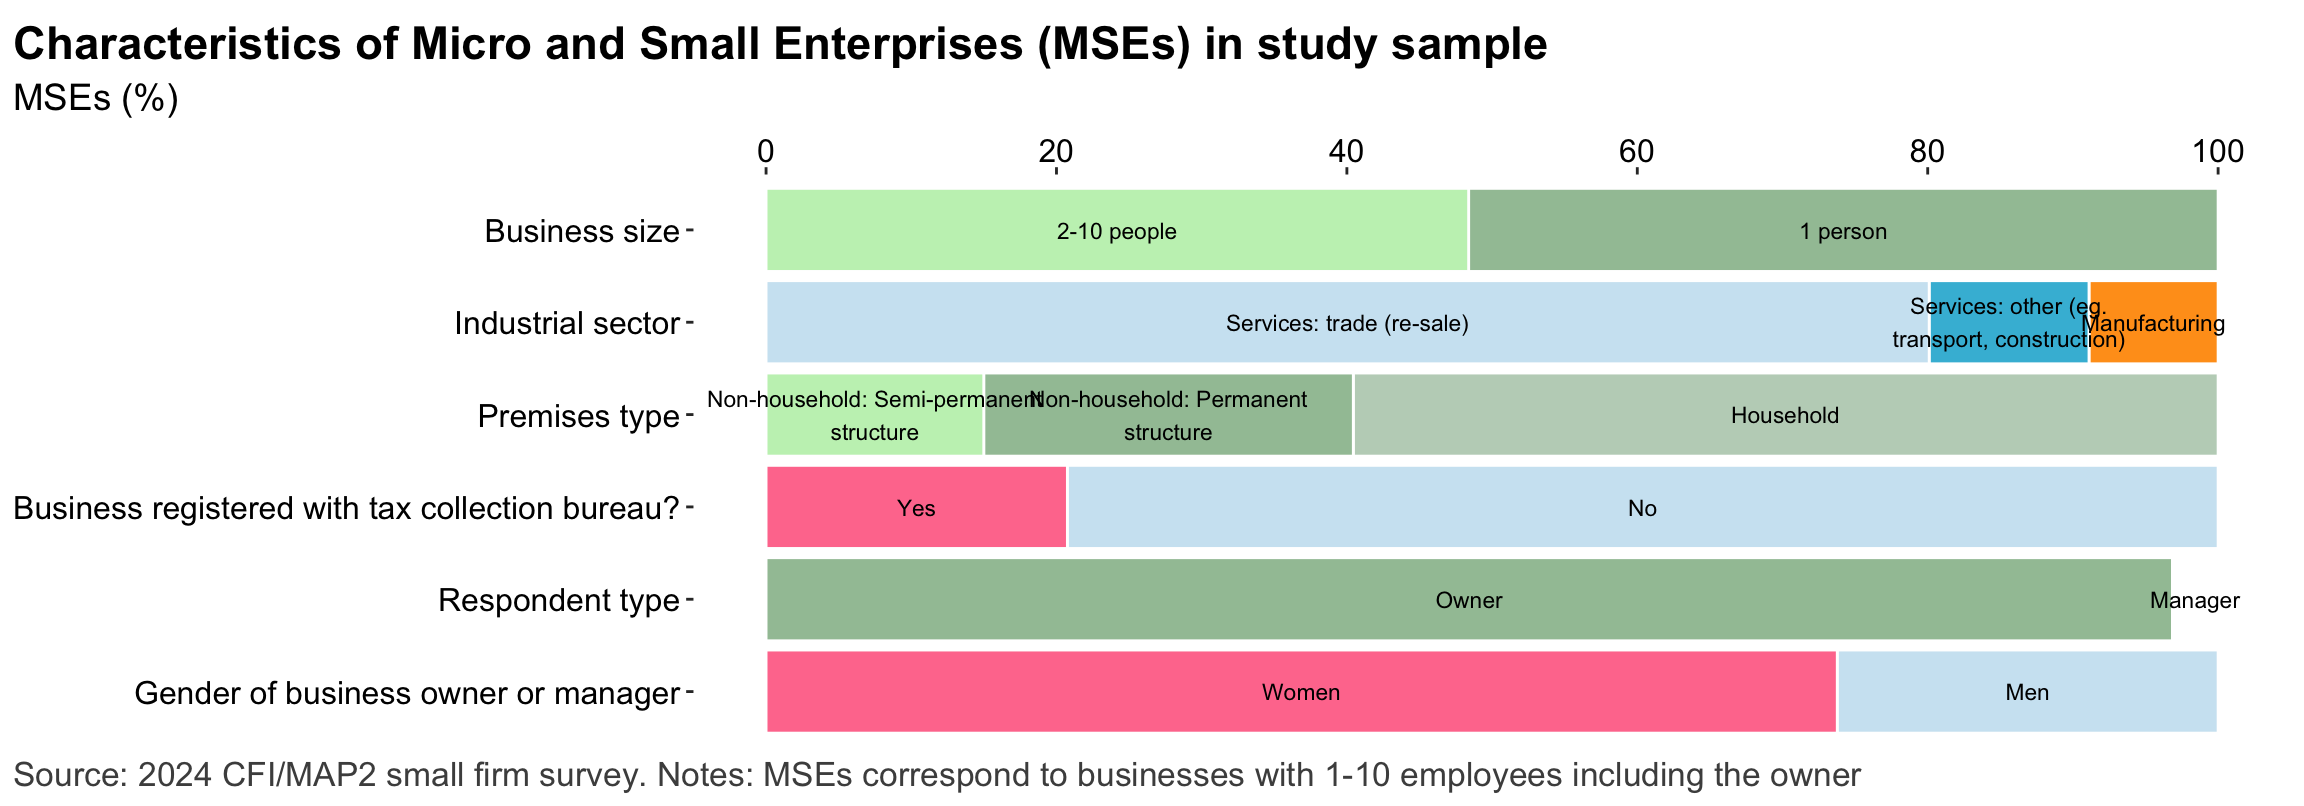 Characteristics of Micro and Small Enterprises (MSEs) in study sample
MSEs (%)
0 20 40 60 80 100
Business size
2-10 people
1 person
Industrial sector
Services: trade (re-sale)
Services: other (eg.
transport, construction)
Manufacturing
Premises type
Non-household: Semi-permanent
structure
Non-household: Permanent
structure
Household
Business registered with tax collection bureau?
Yes
No
Respondent type
Owner
Manager
Gender of business owner or manager
Women
Men
Source: 2024 CFI/MAP2 small firm survey. Notes: MSEs correspond to businesses with 1-10 employees including the owner